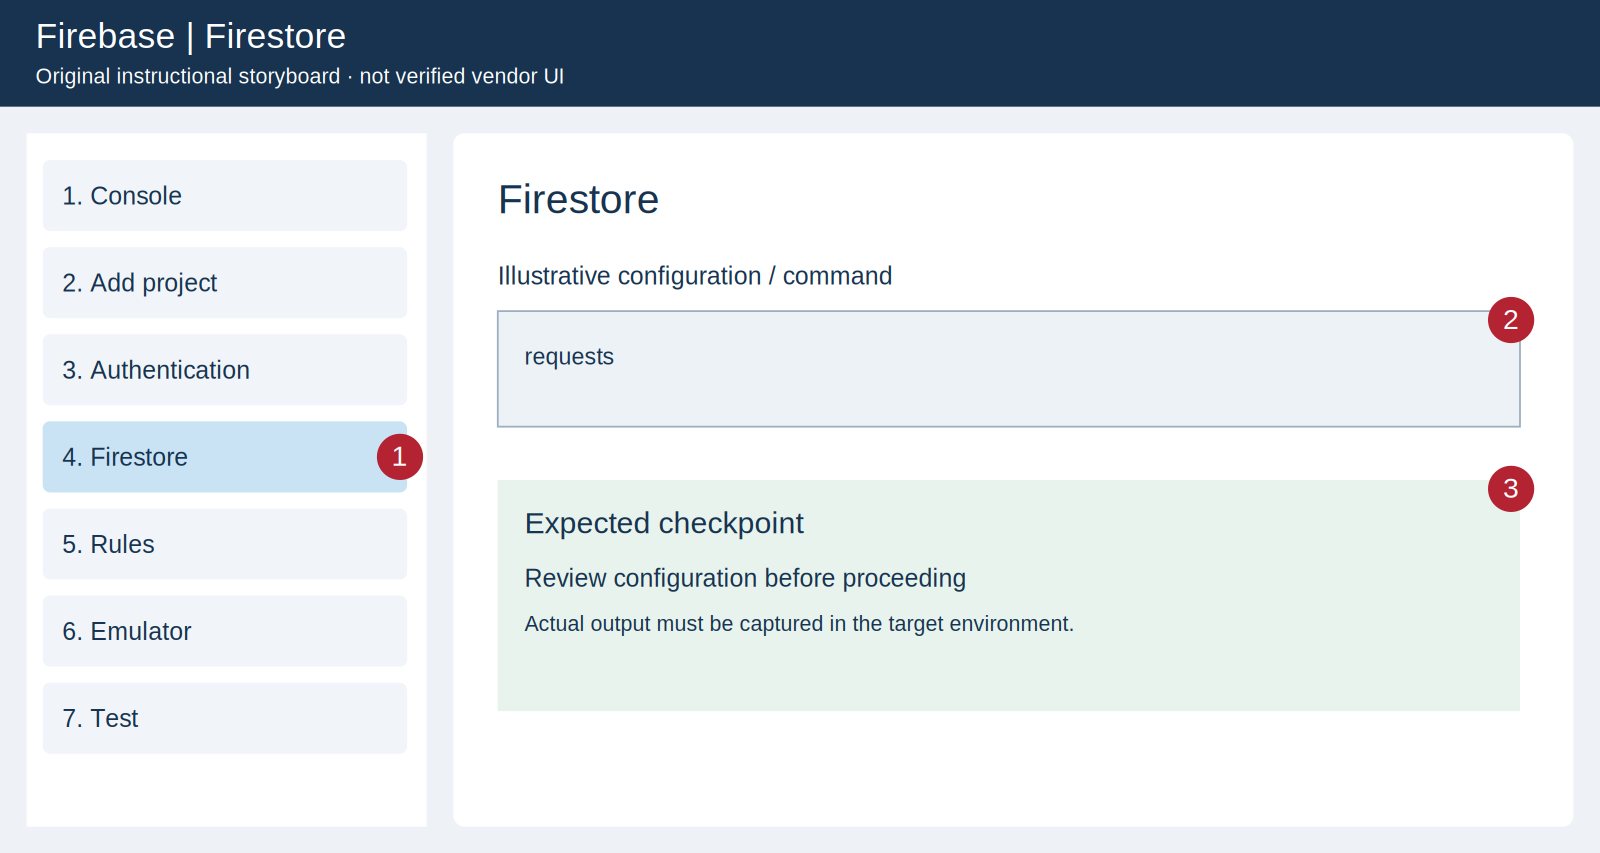 Firebase | Firestore
Original instructional storyboard · not verified vendor UI
1. Console
2. Add project
3. Authentication
4. Firestore
1
5. Rules
6. Emulator
7. Test
Firestore
Illustrative configuration / command
2
requests
3
Expected checkpoint
Review configuration before proceeding
Actual output must be captured in the target environment.